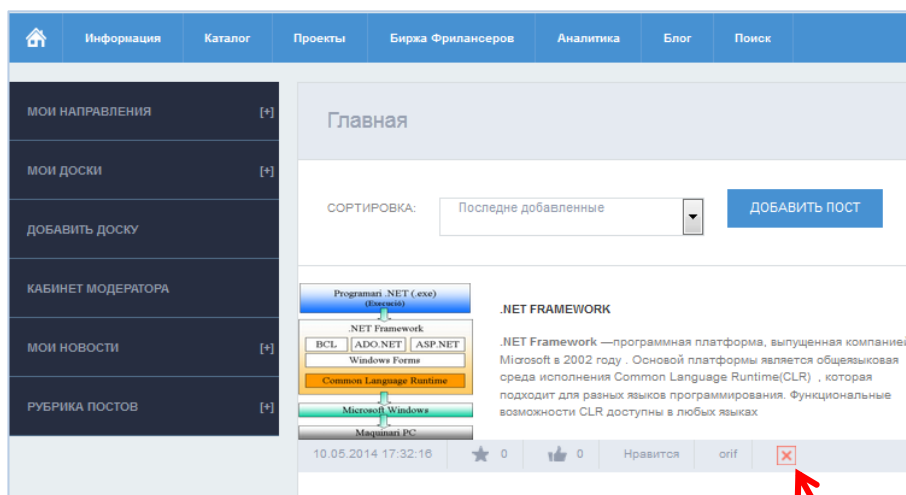 Информация Каталог Проекты Биржа Фрилансеров Аналитика Блог Поиск
МОИ НАПРАВЛЕНИЯ [+]
МОИ ДОСКИ [+]
ДОБАВИТЬ ДОСКУ
КАБИНЕТ МОДЕРАТОРА
МОИ НОВОСТИ [+]
РУБРИКА ПОСТОВ [+]
Главная
СОРТИРОВКА: Последне добавленные ДОБАВИТЬ ПОСТ
Programari .NET (.exe)
(Execució)
.NET Framework
BCL ADO.NET ASP.NET
Windows Forms
Common Language Runtime
Microsoft Windows
Maquinari PC
.NET FRAMEWORK
.NET Framework —программная платформа, выпущенная компанией
Microsoft в 2002 году . Основой платформы является общеязыковая
среда исполнения Common Language Runtime(CLR) , которая
подходит для разных языков программирования. Функциональные
возможности CLR доступны в любых языках
10.05.2014 17:32:16 0 0 Нравится orif